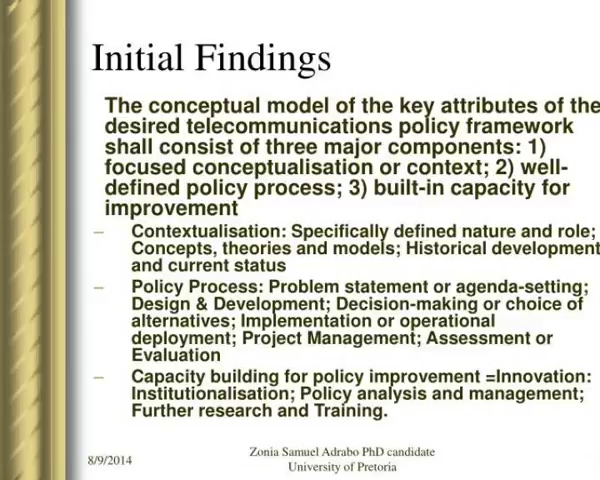 Initial Findings
The conceptual model of the key attributes of the
desired telecommunications policy framework
shall consist of three major components: 1)
focused conceptualisation or context; 2) well-
defined policy process; 3) built-in capacity for
improvement
– Contextualisation: Specifically defined nature and role;
Concepts, theories and models; Historical development
and current status
– Policy Process: Problem statement or agenda-setting;
Design & Development; Decision-making or choice of
alternatives; Implementation or operational
deployment; Project Management; Assessment or
Evaluation
– Capacity building for policy improvement =Innovation:
Institutionalisation; Policy analysis and management;
Further research and Training.
8/9/2014
Zonia Samuel Adrabo PhD candidate
University of Pretoria